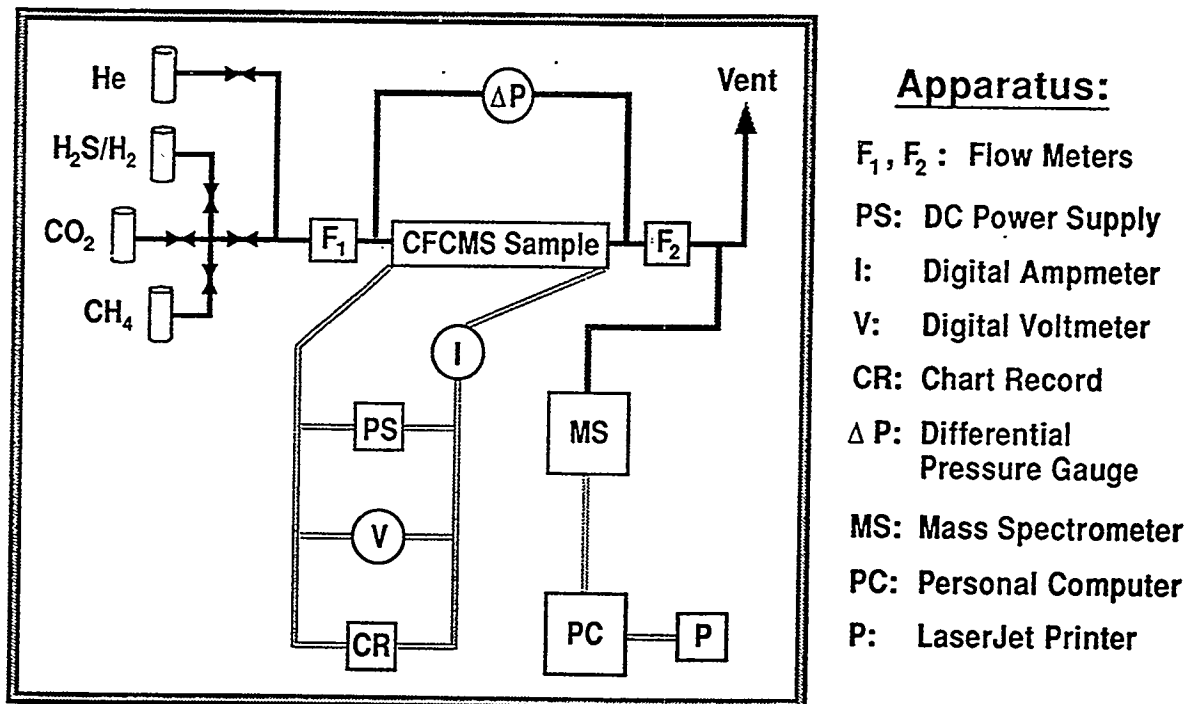 He
H₂S/H₂
CO₂
CH₄
ΔP
Vent
F₁
CFCMS Sample
F₂
I
PS
V
CR
MS
PC
P
Apparatus:
F₁, F₂ : Flow Meters
PS: DC Power Supply
I: Digital Ampmeter
V: Digital Voltmeter
CR: Chart Record
Δ P: Differential
Pressure Gauge
MS: Mass Spectrometer
PC: Personal Computer
P: LaserJet Printer